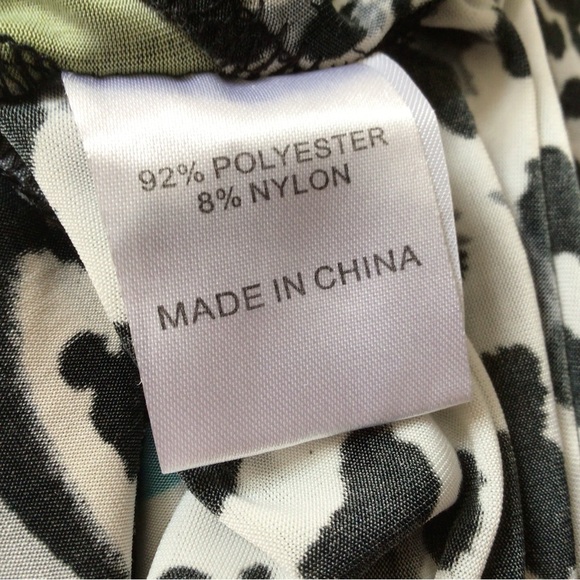 92% POLYESTER
8% NYLON
MADE IN CHINA